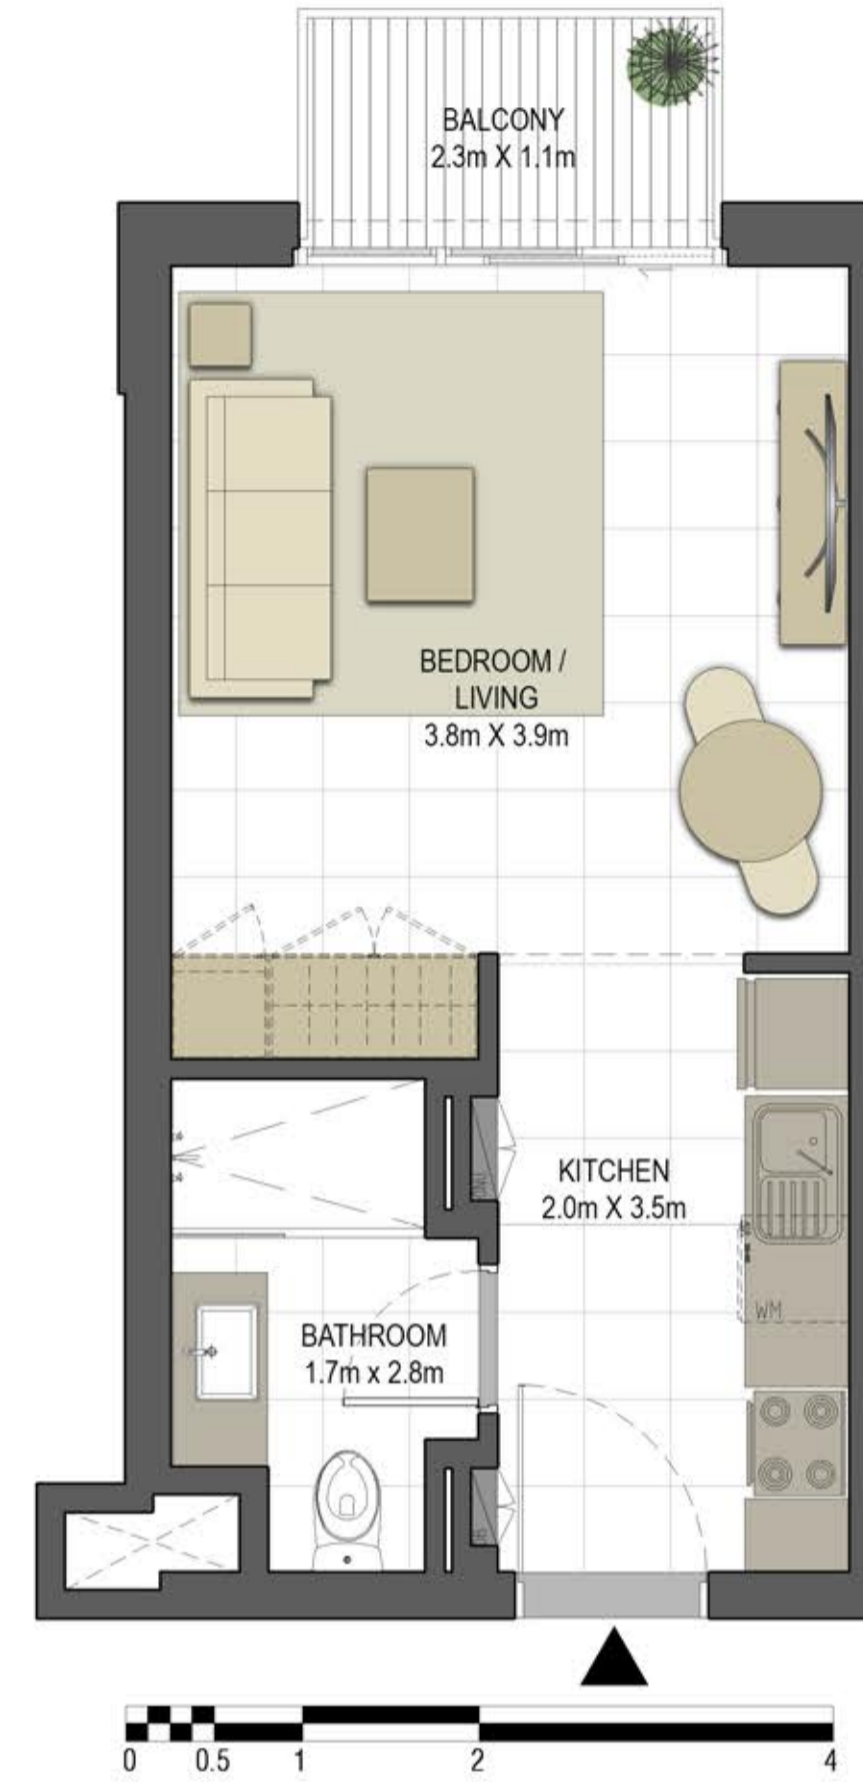 BALCONY
2.3m X 1.1m
BEDROOM /
LIVING
3.8m X 3.9m
KITCHEN
2.0m X 3.5m
WM
BATHROOM
1.7m x 2.8m
DB
0 0.5 1 2 4